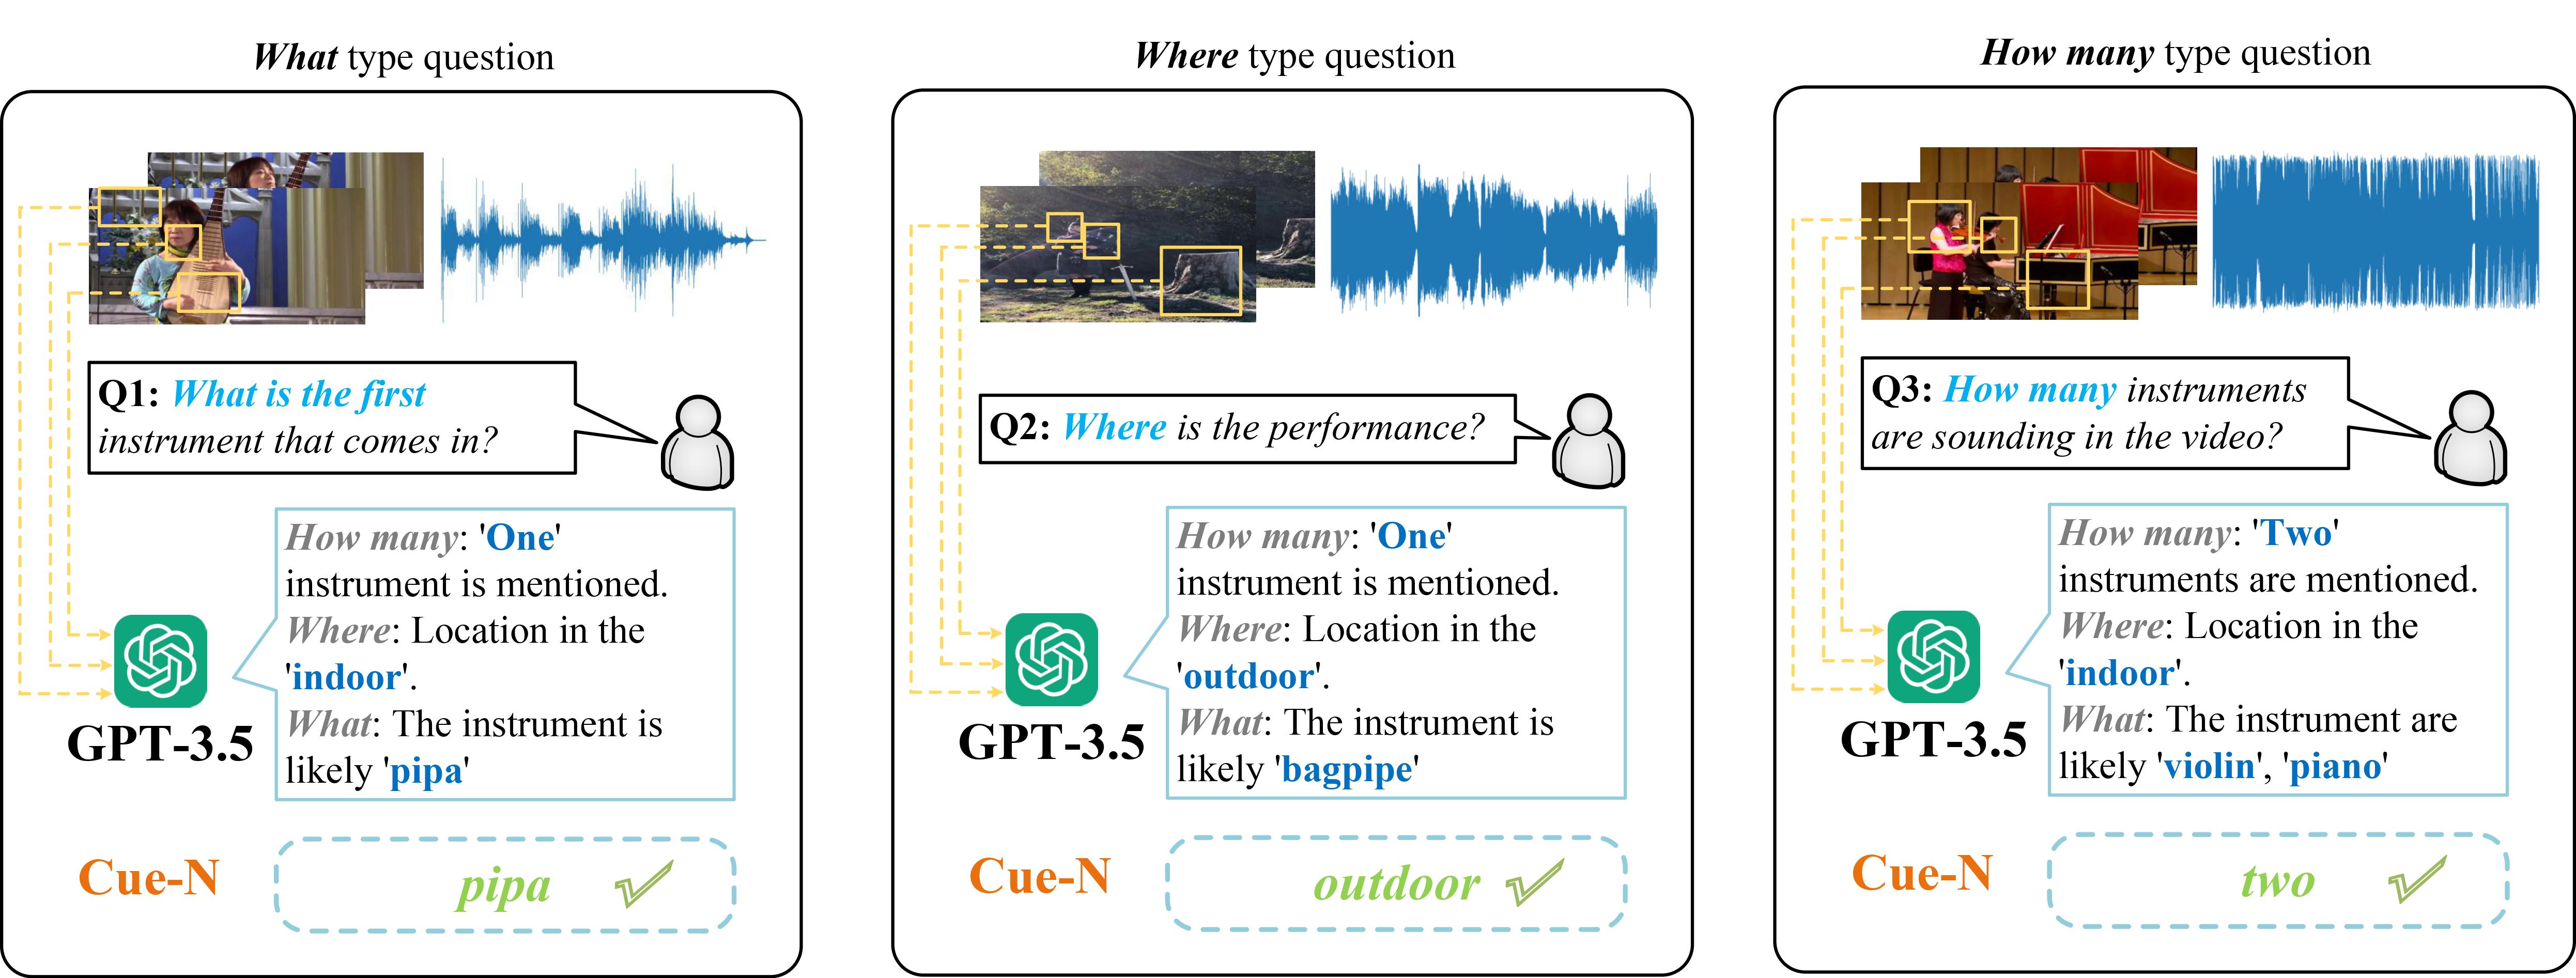 What type question
Q1: What is the first
instrument that comes in?
How many: 'One'
instrument is mentioned.
Where: Location in the
'indoor'.
What: The instrument is
likely 'pipa'
GPT-3.5
Cue-N
pipa
Where type question
Q2: Where is the performance?
How many: 'One'
instrument is mentioned.
Where: Location in the
'outdoor'.
What: The instrument is
likely 'bagpipe'
GPT-3.5
Cue-N
outdoor
How many type question
Q3: How many instruments
are sounding in the video?
How many: 'Two'
instruments are mentioned.
Where: Location in the
'indoor'.
What: The instrument are
likely 'violin', 'piano'
GPT-3.5
Cue-N
two